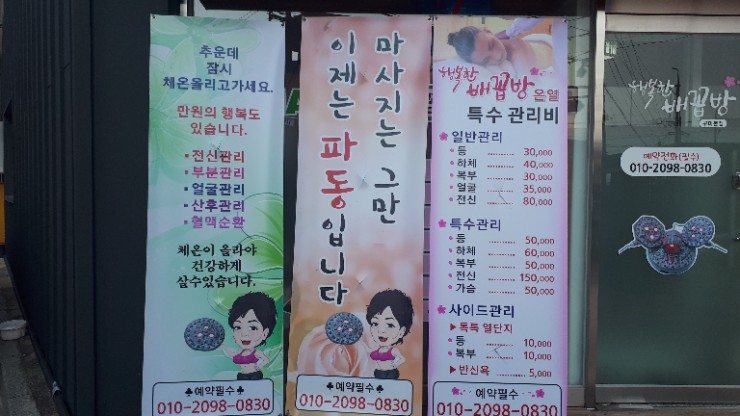 추운데
잠시
체온올리고가세요.
만원의 행복도
있습니다.
▪전신관리
▪부분관리
▪얼굴관리
▪산후관리
▪혈액순환
체온이 올라야
건강하게
살수있습니다.
♣예약필수♣
010-2098-0830
마사지는 그만
이제는 파동입니다
♣예약필수♣
010-2098-0830
행복한
배꼽방 온열
특수 관리비
일반관리
• 등 ........ 30,000
• 하체 ........ 40,000
• 복부 ........ 30,000
• 얼굴 ........ 35,000
• 전신 ........ 80,000
특수관리
• 등 ........ 50,000
• 하체 ........ 60,000
• 복부 ........ 50,000
• 전신 ........ 150,000
• 가슴 ........ 50,000
사이드관리
▶톡톡 열단지
• 등 ........ 10,000
• 복부 ........ 10,000
▶반신욕 ........ 5,000
예약필수
010-2098-0830
행복한
배꼽방
예약전화(필수)
010-2098-0830